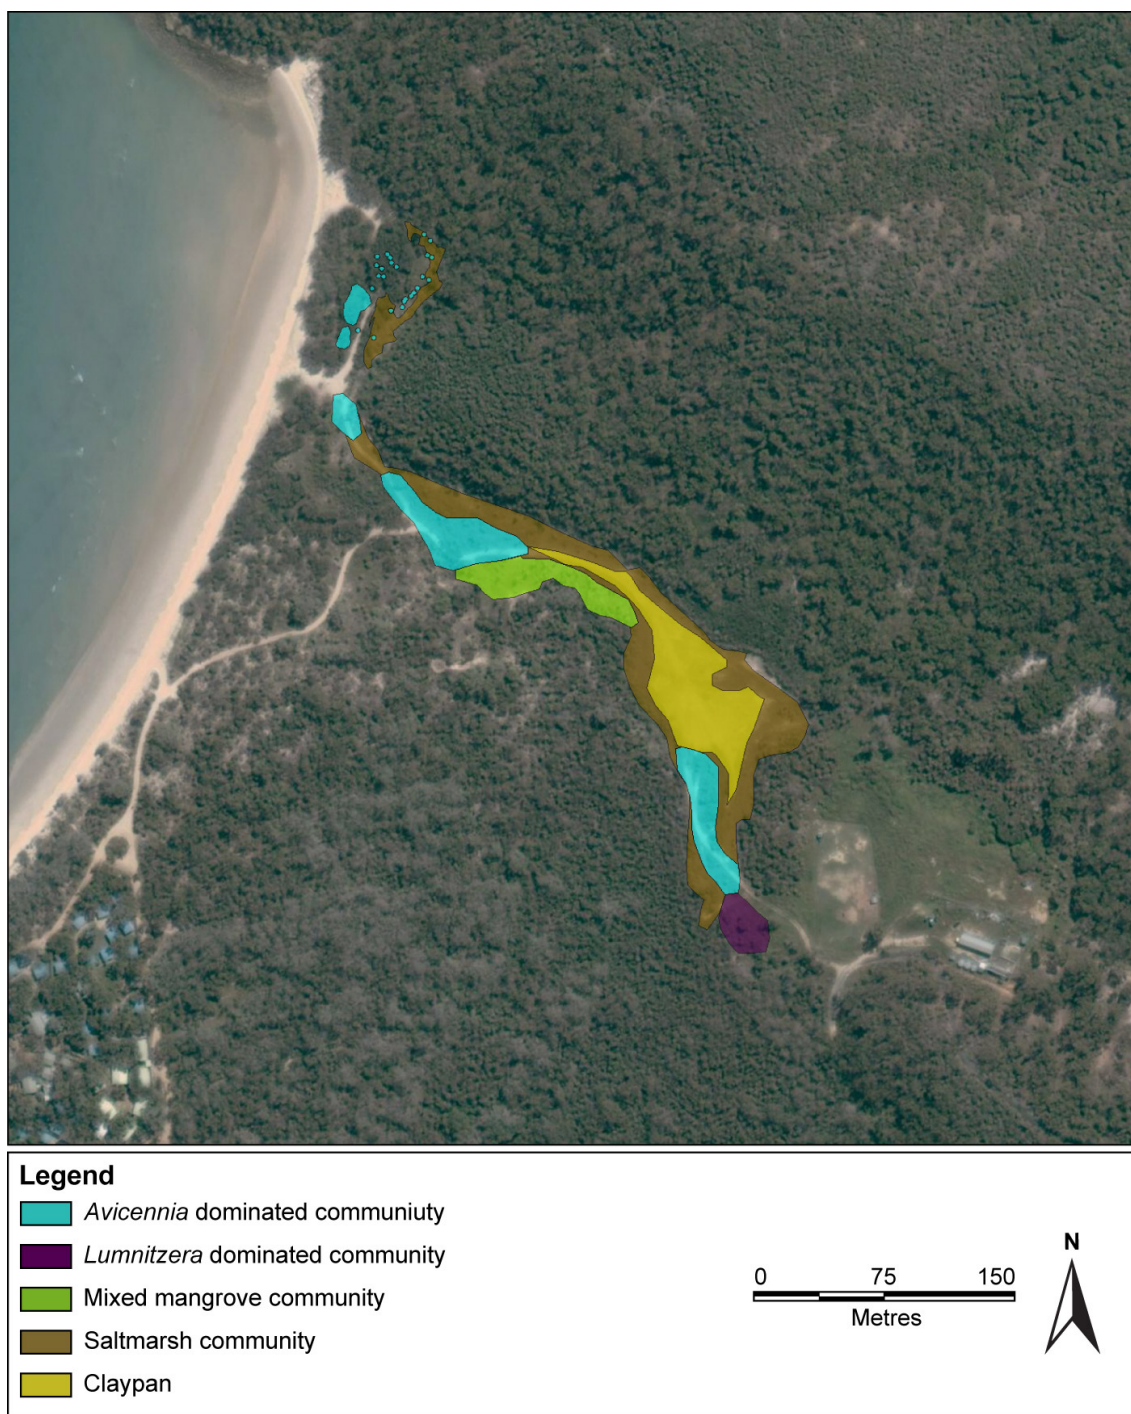 Legend
Avicennia dominated communiuty
Lumnitzera dominated community
Mixed mangrove community
Saltmarsh community
Claypan
0 75 150
Metres
N